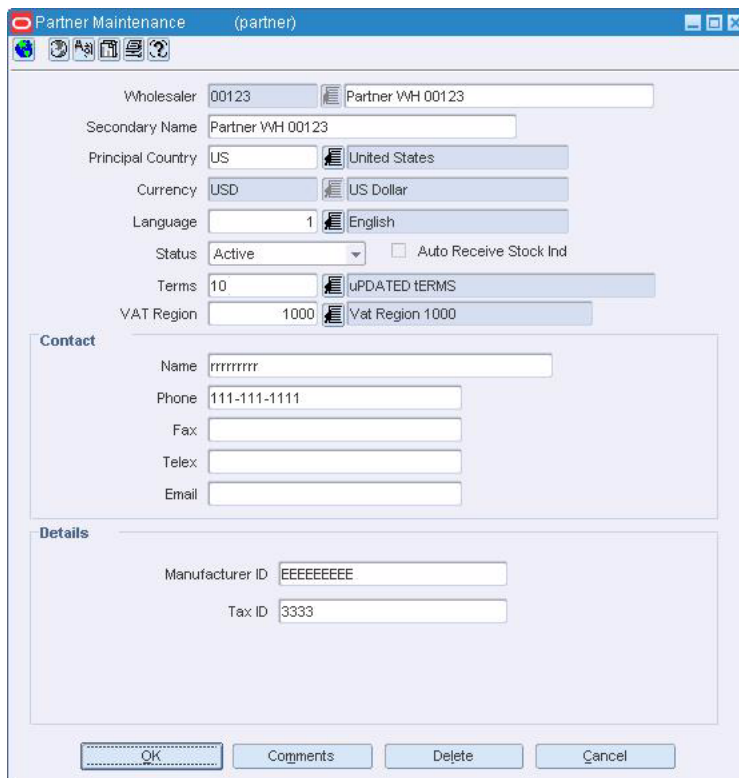 Partner Maintenance (partner)
Wholesaler 00123 Partner WH 00123
Secondary Name Partner WH 00123
Principal Country US United States
Currency USD US Dollar
Language 1 English
Status Active Auto Receive Stock Ind
Terms 10 uPDATED tERMS
VAT Region 1000 Vat Region 1000
Contact
Name rrrrrrrrr
Phone 111-111-1111
Fax
Telex
Email
Details
Manufacturer ID EEEEEEEEE
Tax ID 3333
OK Comments Delete Cancel